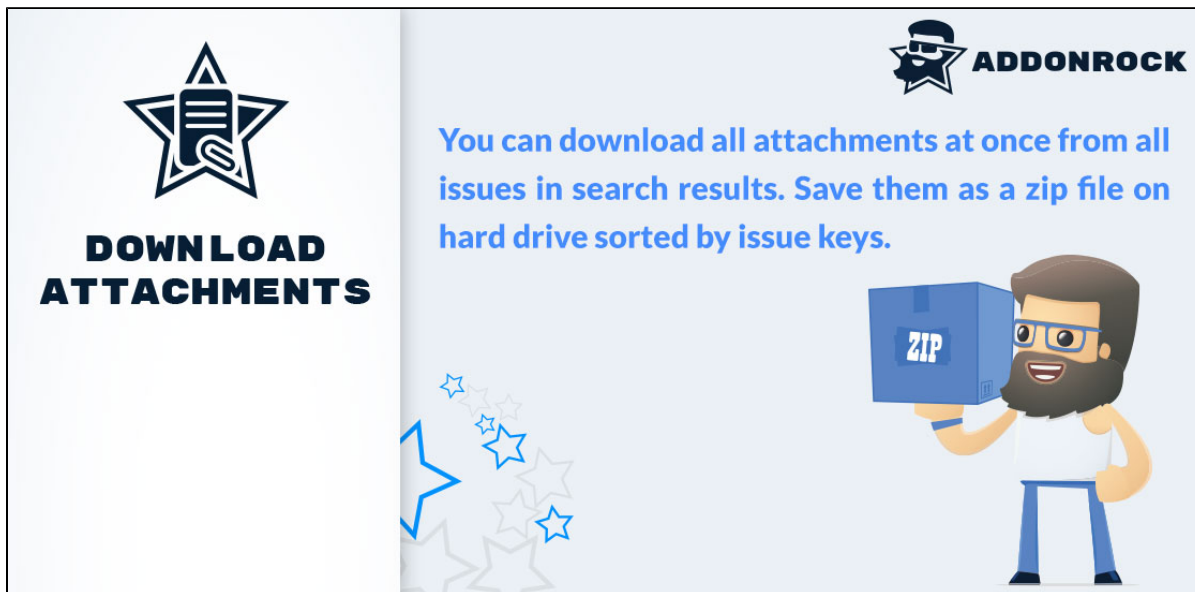 DOWNLOAD
ATTACHMENTS
ADDONROCK
You can download all attachments at once from all
issues in search results. Save them as a zip file on
hard drive sorted by issue keys.
ZIP